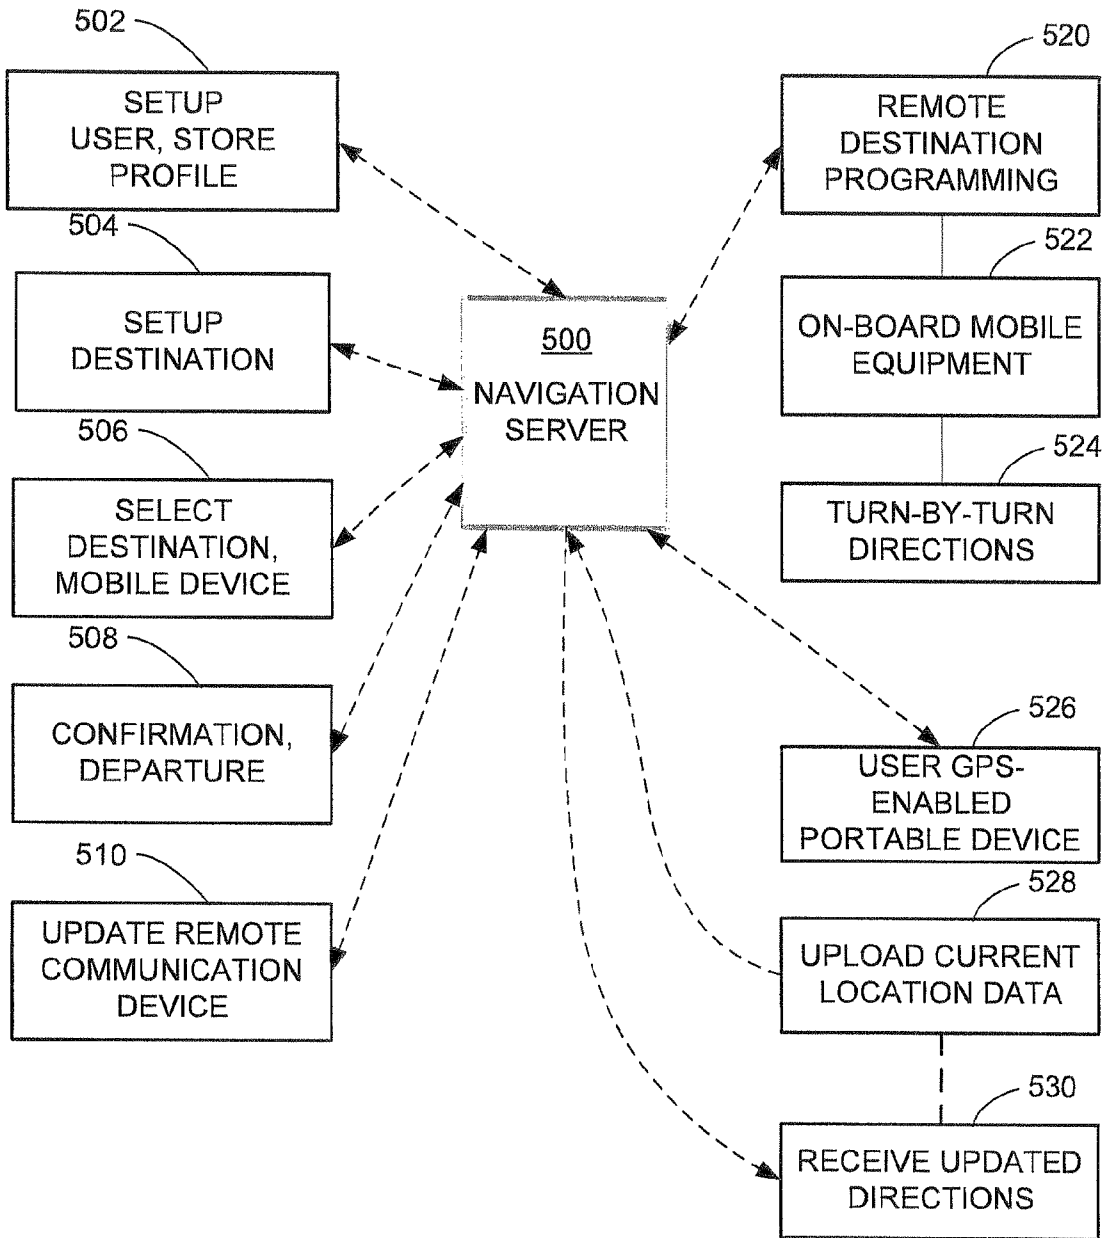 502
SETUP
USER, STORE
PROFILE
504
SETUP
DESTINATION
506
SELECT
DESTINATION,
MOBILE DEVICE
508
CONFIRMATION,
DEPARTURE
510
UPDATE REMOTE
COMMUNICATION
DEVICE
500
NAVIGATION
SERVER
520
REMOTE
DESTINATION
PROGRAMMING
522
ON-BOARD MOBILE
EQUIPMENT
524
TURN-BY-TURN
DIRECTIONS
526
USER GPS-
ENABLED
PORTABLE DEVICE
528
UPLOAD CURRENT
LOCATION DATA
530
RECEIVE UPDATED
DIRECTIONS